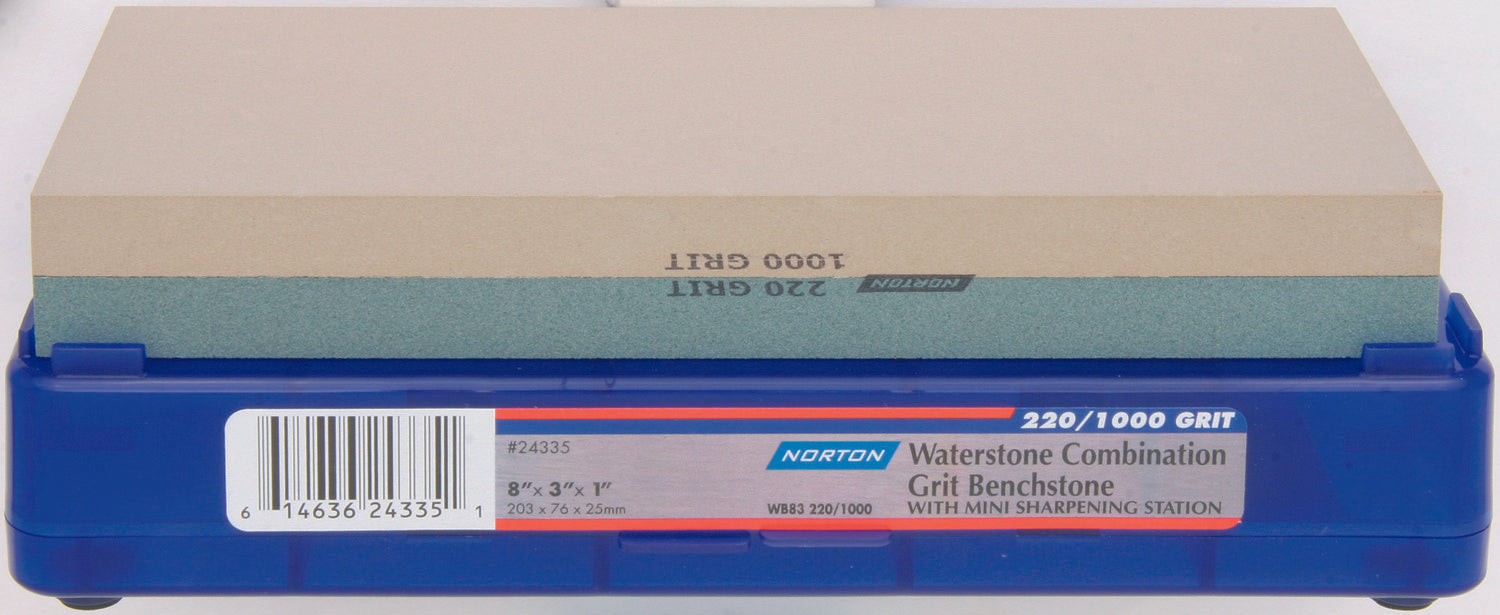 1000 GRIT
220 GRIT
NORTON
220/1000 GRIT
#24335
8"x 3"x 1"
203 x 76 x 25mm
NORTON
WB83 220/1000
Waterstone Combination
Grit Benchstone
WITH MINI SHARPENING STATION
6 14636 24335 1